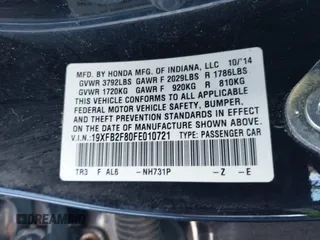 MFD. BY HONDA MFG. OF INDIANA, LLC 10/'14
GVWR 3792LBS GAWR F 2029LBS R 1786LBS
GVWR 1720KG GAWR F 920KG R 810KG
THIS VEHICLE CONFORMS TO ALL APPLICABLE
FEDERAL MOTOR VEHICLE SAFETY, BUMPER,
AND THEFT PREVENTION STANDARDS IN EFFECT
ON THE DATE OF MANUFACTURE SHOWN ABOVE.
V.I.N.:19XFB2F80FE010721 TYPE: PASSENGER CAR
TR3 F AL6 -NH731P -Z -E
DREAMBID